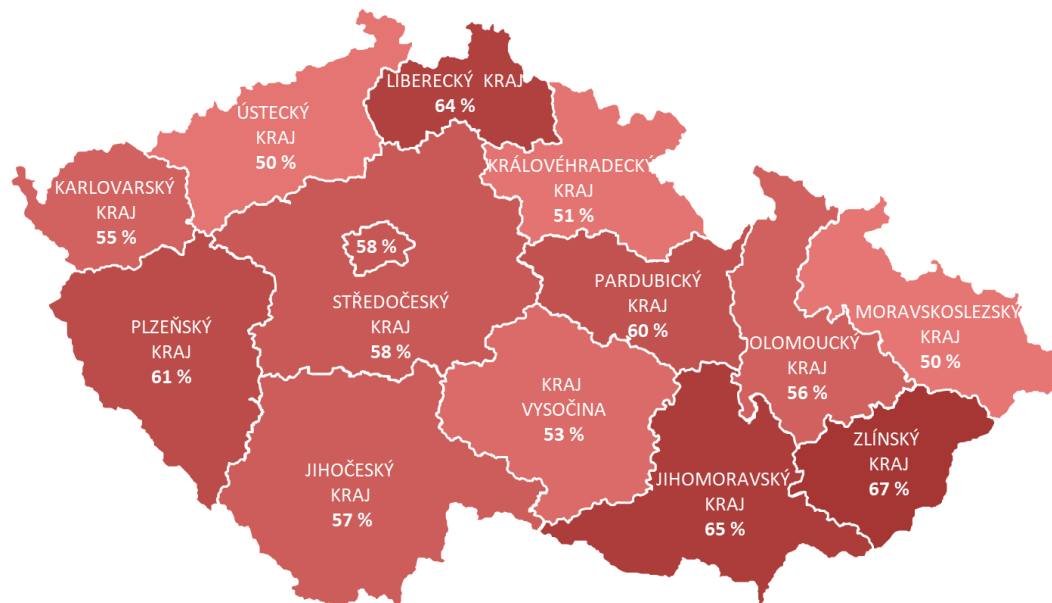 LIBERECKÝ KRAJ
64 %
ÚSTECKÝ
KRAJ
50 %
KRÁLOVÉHRADECKÝ
KRAJ
51 %
KARLOVARSKÝ
KRAJ
55 %
58 %
STŘEDOČESKÝ
KRAJ
58 %
PARDUBICKÝ
KRAJ
60 %
MORAVSKOSLEZSKÝ
KRAJ
50 %
PLZEŇSKÝ
KRAJ
61 %
OLOMOUCKÝ
KRAJ
56 %
KRAJ
VYSOČINA
53 %
ZLÍNSKÝ
KRAJ
67 %
JIHOČESKÝ
KRAJ
57 %
JIHOMORAVSKÝ
KRAJ
65 %